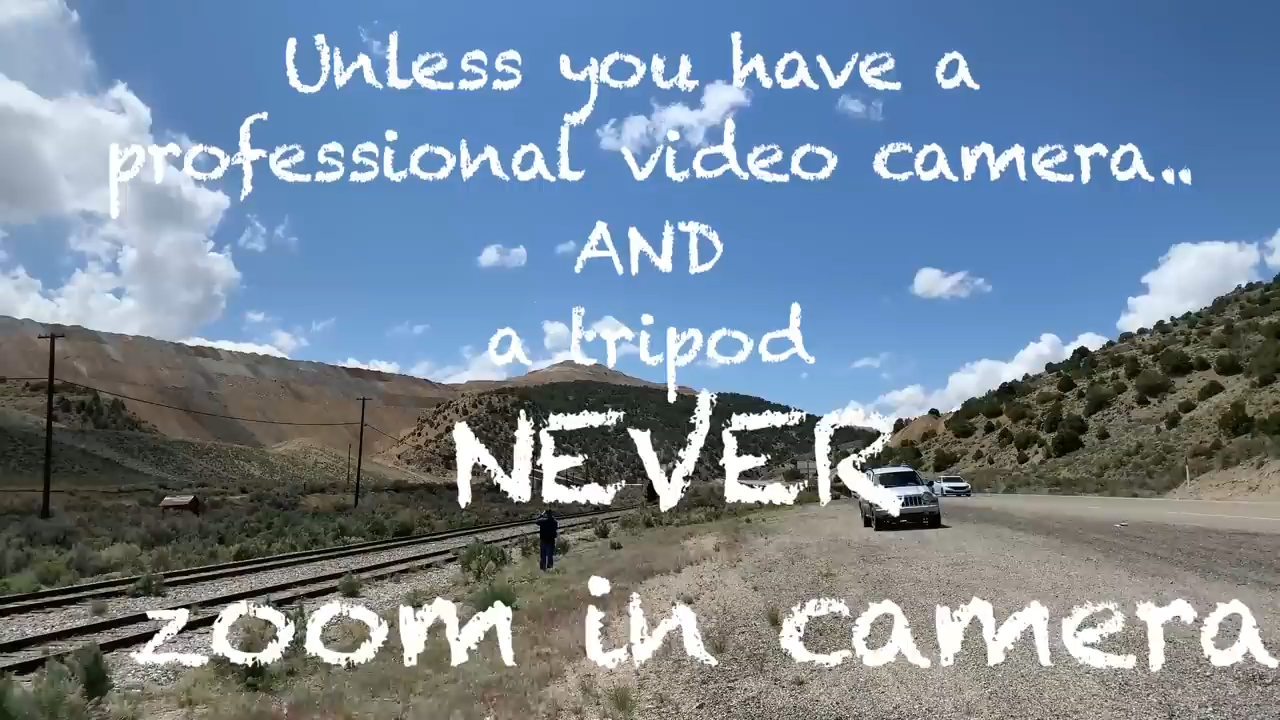 Unless you have a
professional video camera..
AND
a tripod
NEVER
zoom in camera